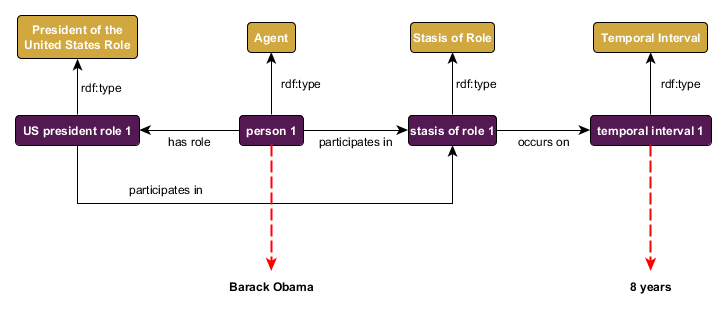 President of the
United States Role
Agent
Stasis of Role
Temporal Interval
rdf:type
rdf:type
rdf:type
rdf:type
US president role 1
person 1
stasis of role 1
temporal interval 1
has role
participates in
occurs on
participates in
Barack Obama
8 years